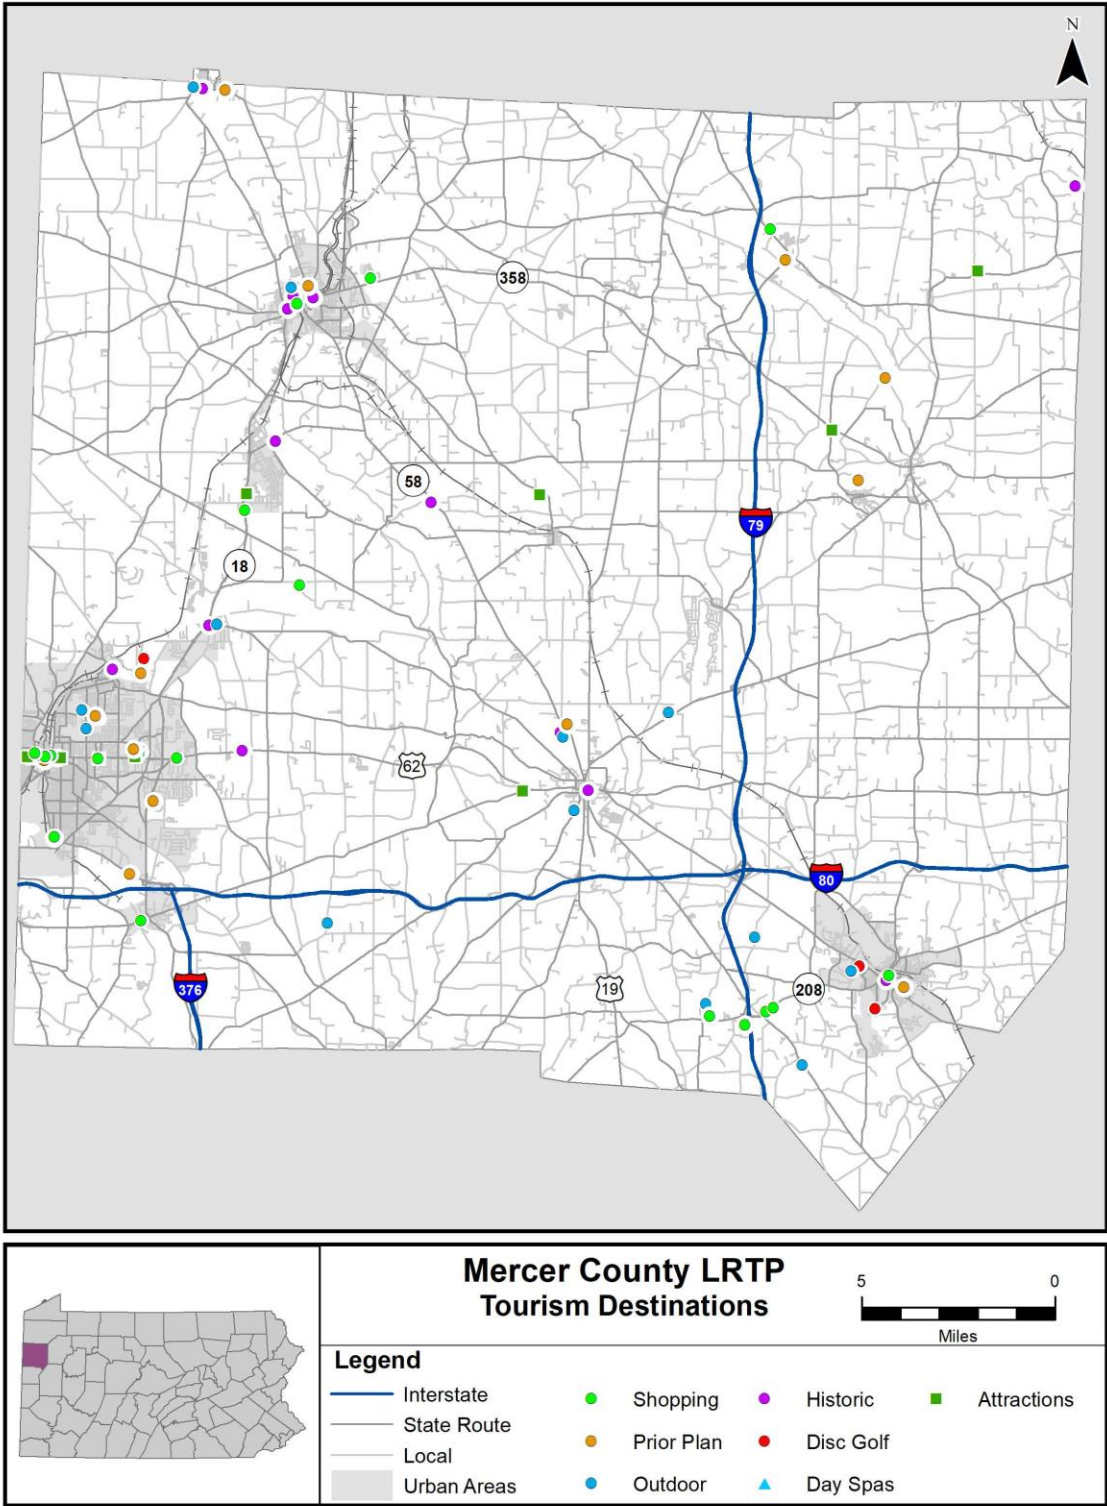 N
358
58
79
18
62
80
376
19
208
Mercer County LRTP
Tourism Destinations
5 0
Miles
Legend
Interstate
State Route
Local
Urban Areas
Shopping
Prior Plan
Outdoor
Historic
Disc Golf
Day Spas
Attractions